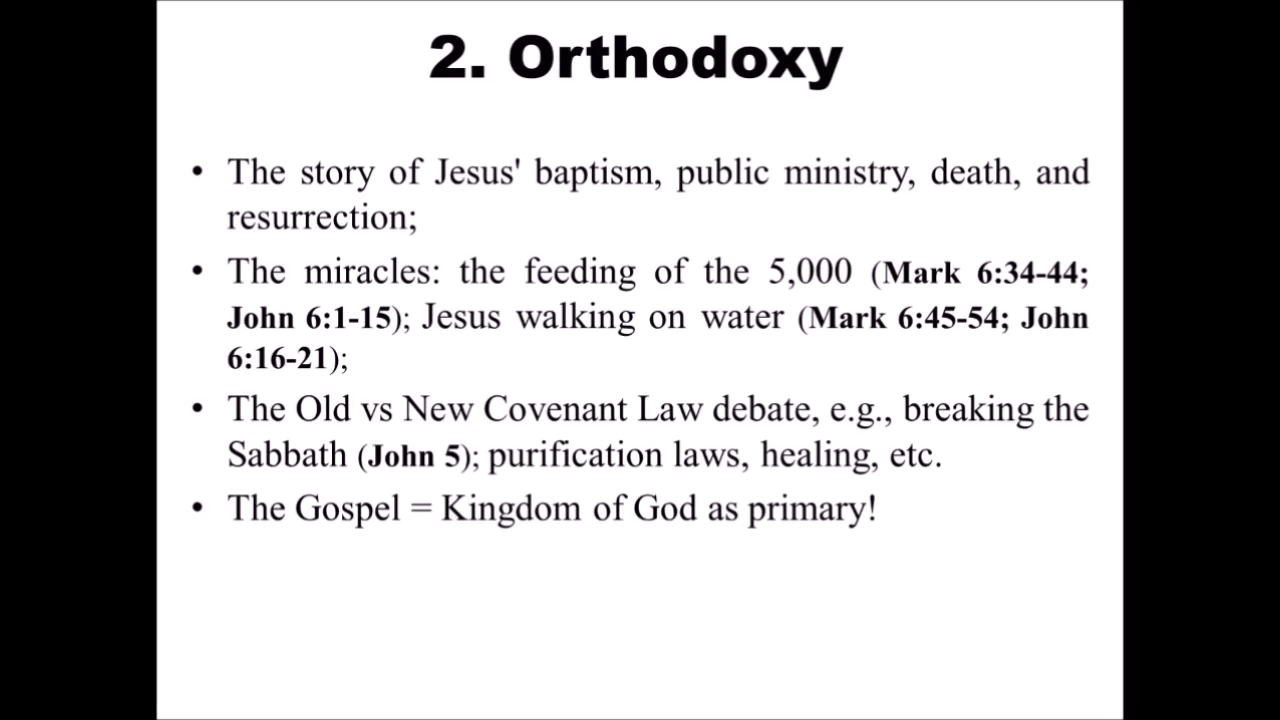 2. Orthodoxy
• The story of Jesus' baptism, public ministry, death, and
resurrection;
• The miracles: the feeding of the 5,000 (Mark 6:34-44;
John 6:1-15); Jesus walking on water (Mark 6:45-54; John
6:16-21);
• The Old vs New Covenant Law debate, e.g., breaking the
Sabbath (John 5); purification laws, healing, etc.
• The Gospel = Kingdom of God as primary!